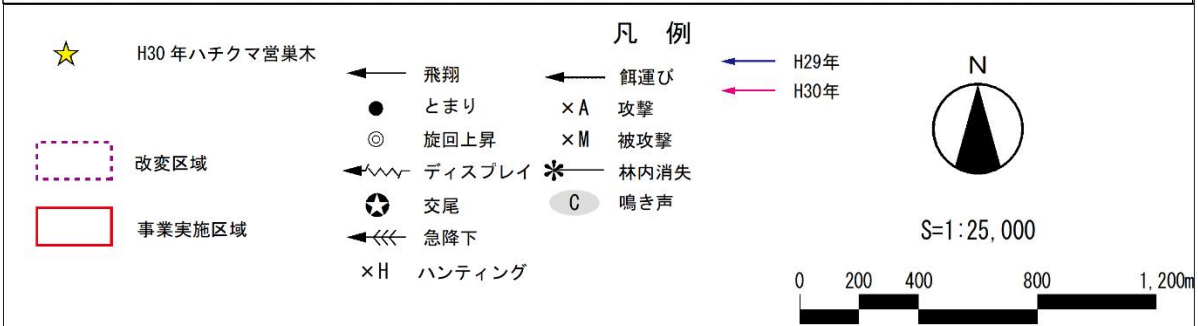 凡 例
H30年ハチクマ営巣木
改変区域
事業実施区域
飛翔
とまり
旋回上昇
ディスプレイ
交尾
急降下
×H ハンティング
餌運び
×A 攻撃
×M 被攻撃
林内消失
C 鳴き声
H29年
H30年
N
S=1:25,000
0 200 400 800 1,200m